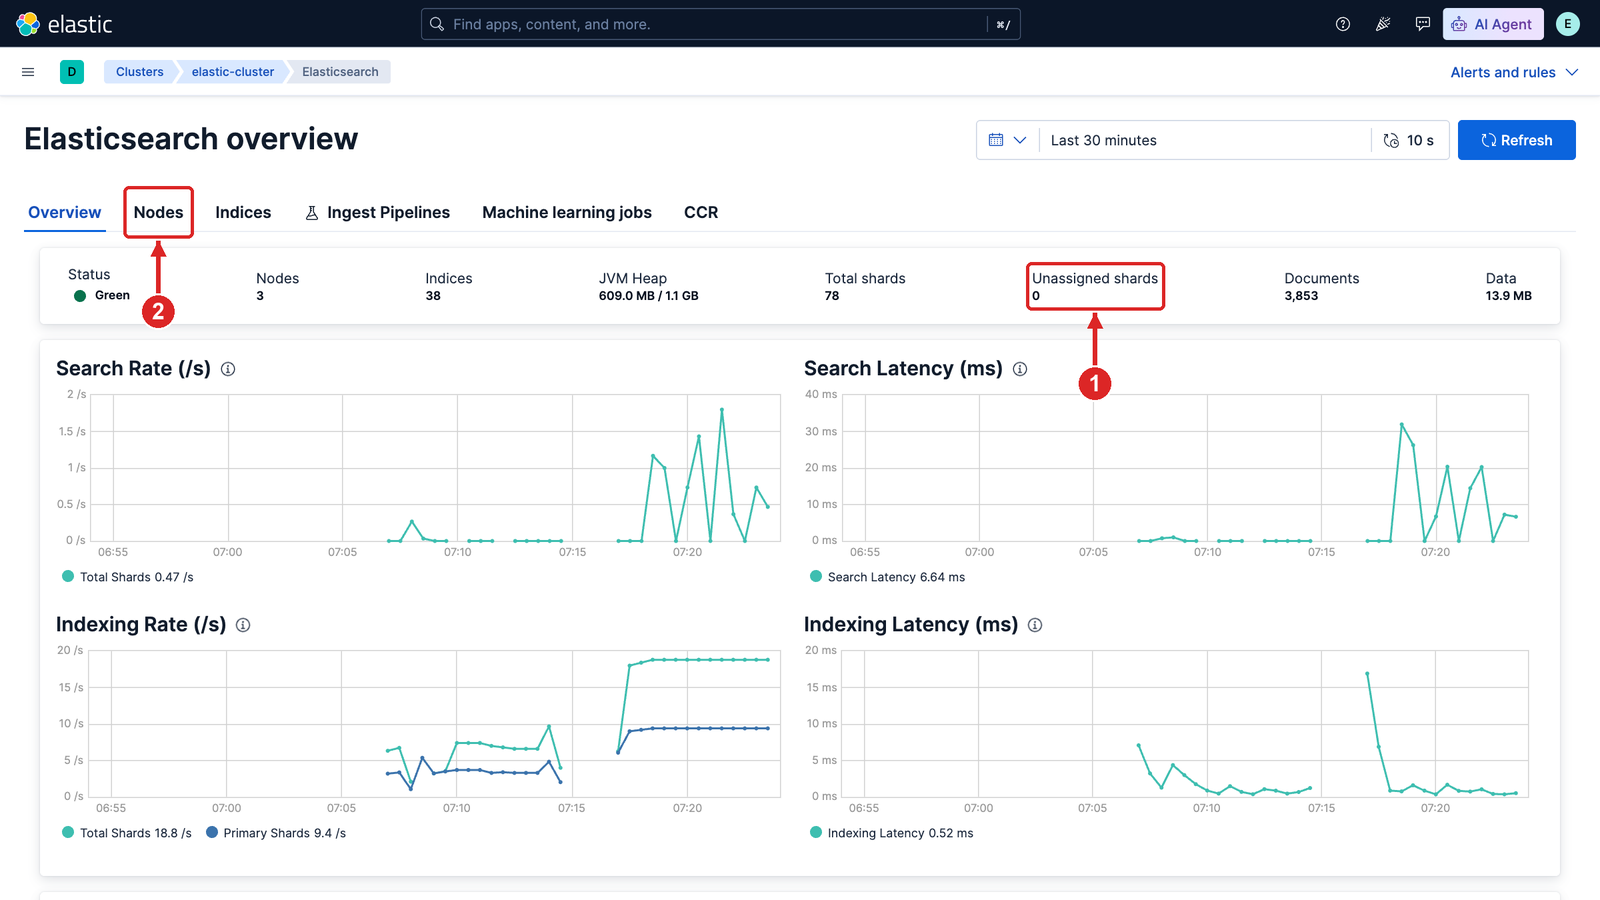 elastic
Find apps, content, and more.
⌘/
AI Agent
E
D
Clusters
elastic-cluster
Elasticsearch
Alerts and rules
Elasticsearch overview
Last 30 minutes
10 s
Refresh
Overview
Nodes
Indices
Ingest Pipelines
Machine learning jobs
CCR
Status
Green
Nodes
3
Indices
38
JVM Heap
609.0 MB / 1.1 GB
Total shards
78
Unassigned shards
0
Documents
3,853
Data
13.9 MB
2
1
Search Rate (/s)
2 /s
1.5 /s
1 /s
0.5 /s
0 /s
06:55
07:00
07:05
07:10
07:15
07:20
Total Shards 0.47 /s
Search Latency (ms)
40 ms
30 ms
20 ms
10 ms
0 ms
06:55
07:00
07:05
07:10
07:15
07:20
Search Latency 6.64 ms
Indexing Rate (/s)
20 /s
15 /s
10 /s
5 /s
0 /s
06:55
07:00
07:05
07:10
07:15
07:20
Total Shards 18.8 /s
Primary Shards 9.4 /s
Indexing Latency (ms)
20 ms
15 ms
10 ms
5 ms
0 ms
06:55
07:00
07:05
07:10
07:15
07:20
Indexing Latency 0.52 ms